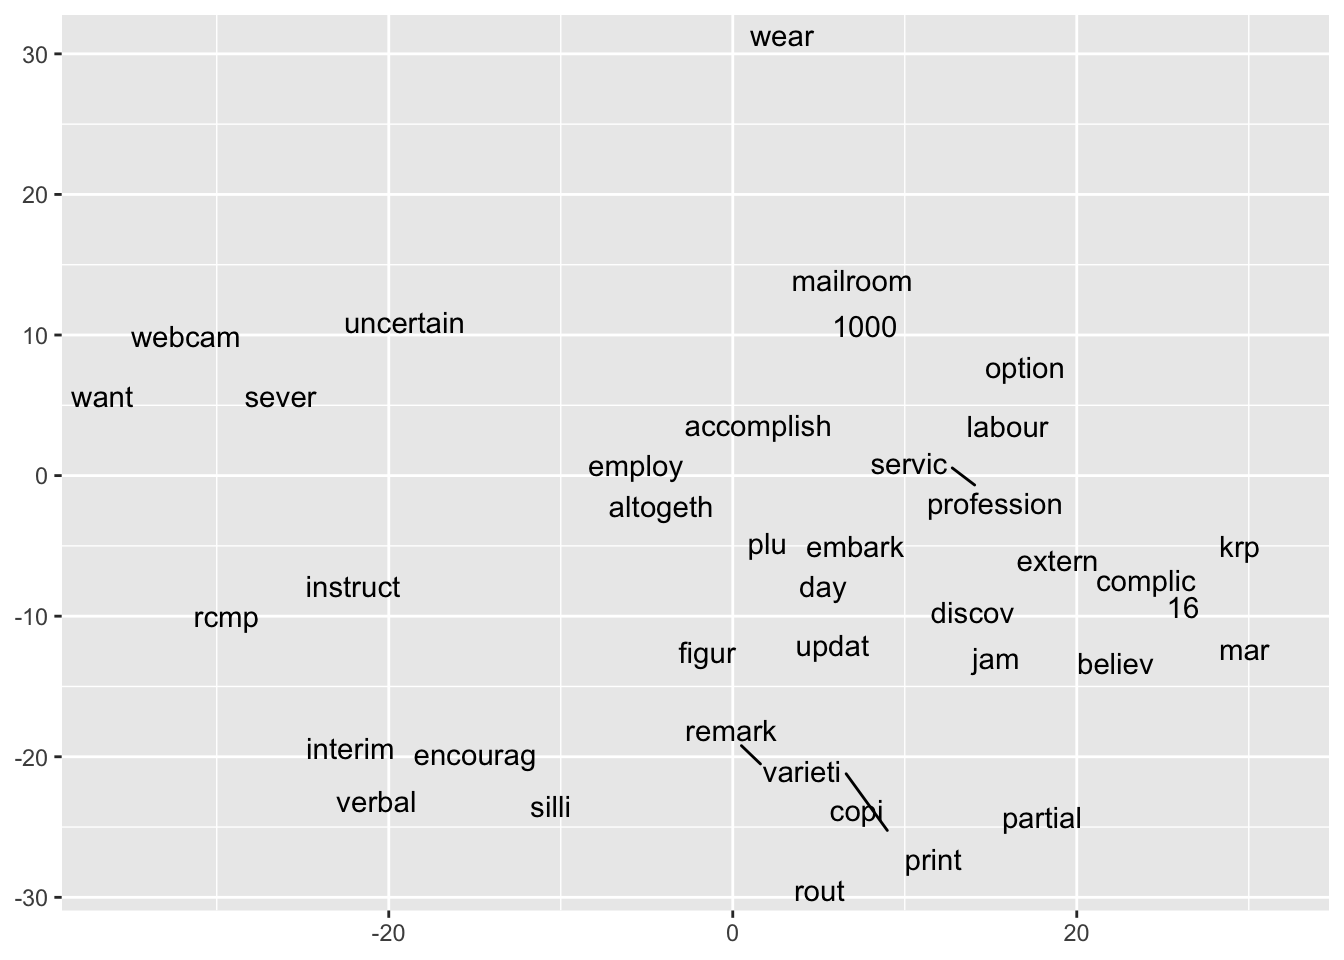 wear
30
20
mailroom
uncertain
1000
webcam
10
option
want
sever
accomplish
labour
servic
employ
0
profession
altogeth
plu
embark
krp
extern
complic
instruct
day
16
discov
rcmp
-10
updat
mar
figur
jam
believ
remark
interim
encourag
-20
varieti
verbal
silli
copi
partial
print
rout
-30
-20
0
20